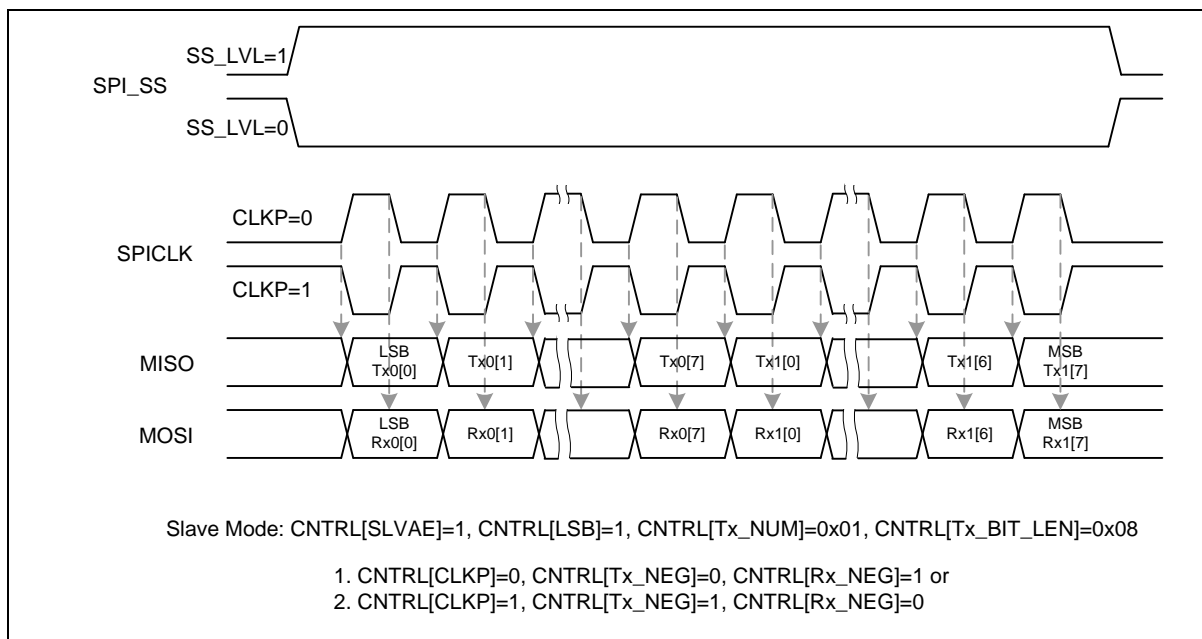 SS_LVL=1
SPI_SS
SS_LVL=0
CLKP=0
SPICLK
CLKP=1
MISO
LSB
Tx0[0]
Tx0[1]
Tx0[7]
Tx1[0]
Tx1[6]
MSB
Tx1[7]
MOSI
LSB
Rx0[0]
Rx0[1]
Rx0[7]
Rx1[0]
Rx1[6]
MSB
Rx1[7]
Slave Mode: CNTRL[SLVAE]=1, CNTRL[LSB]=1, CNTRL[Tx_NUM]=0x01, CNTRL[Tx_BIT_LEN]=0x08
1. CNTRL[CLKP]=0, CNTRL[Tx_NEG]=0, CNTRL[Rx_NEG]=1 or
2. CNTRL[CLKP]=1, CNTRL[Tx_NEG]=1, CNTRL[Rx_NEG]=0